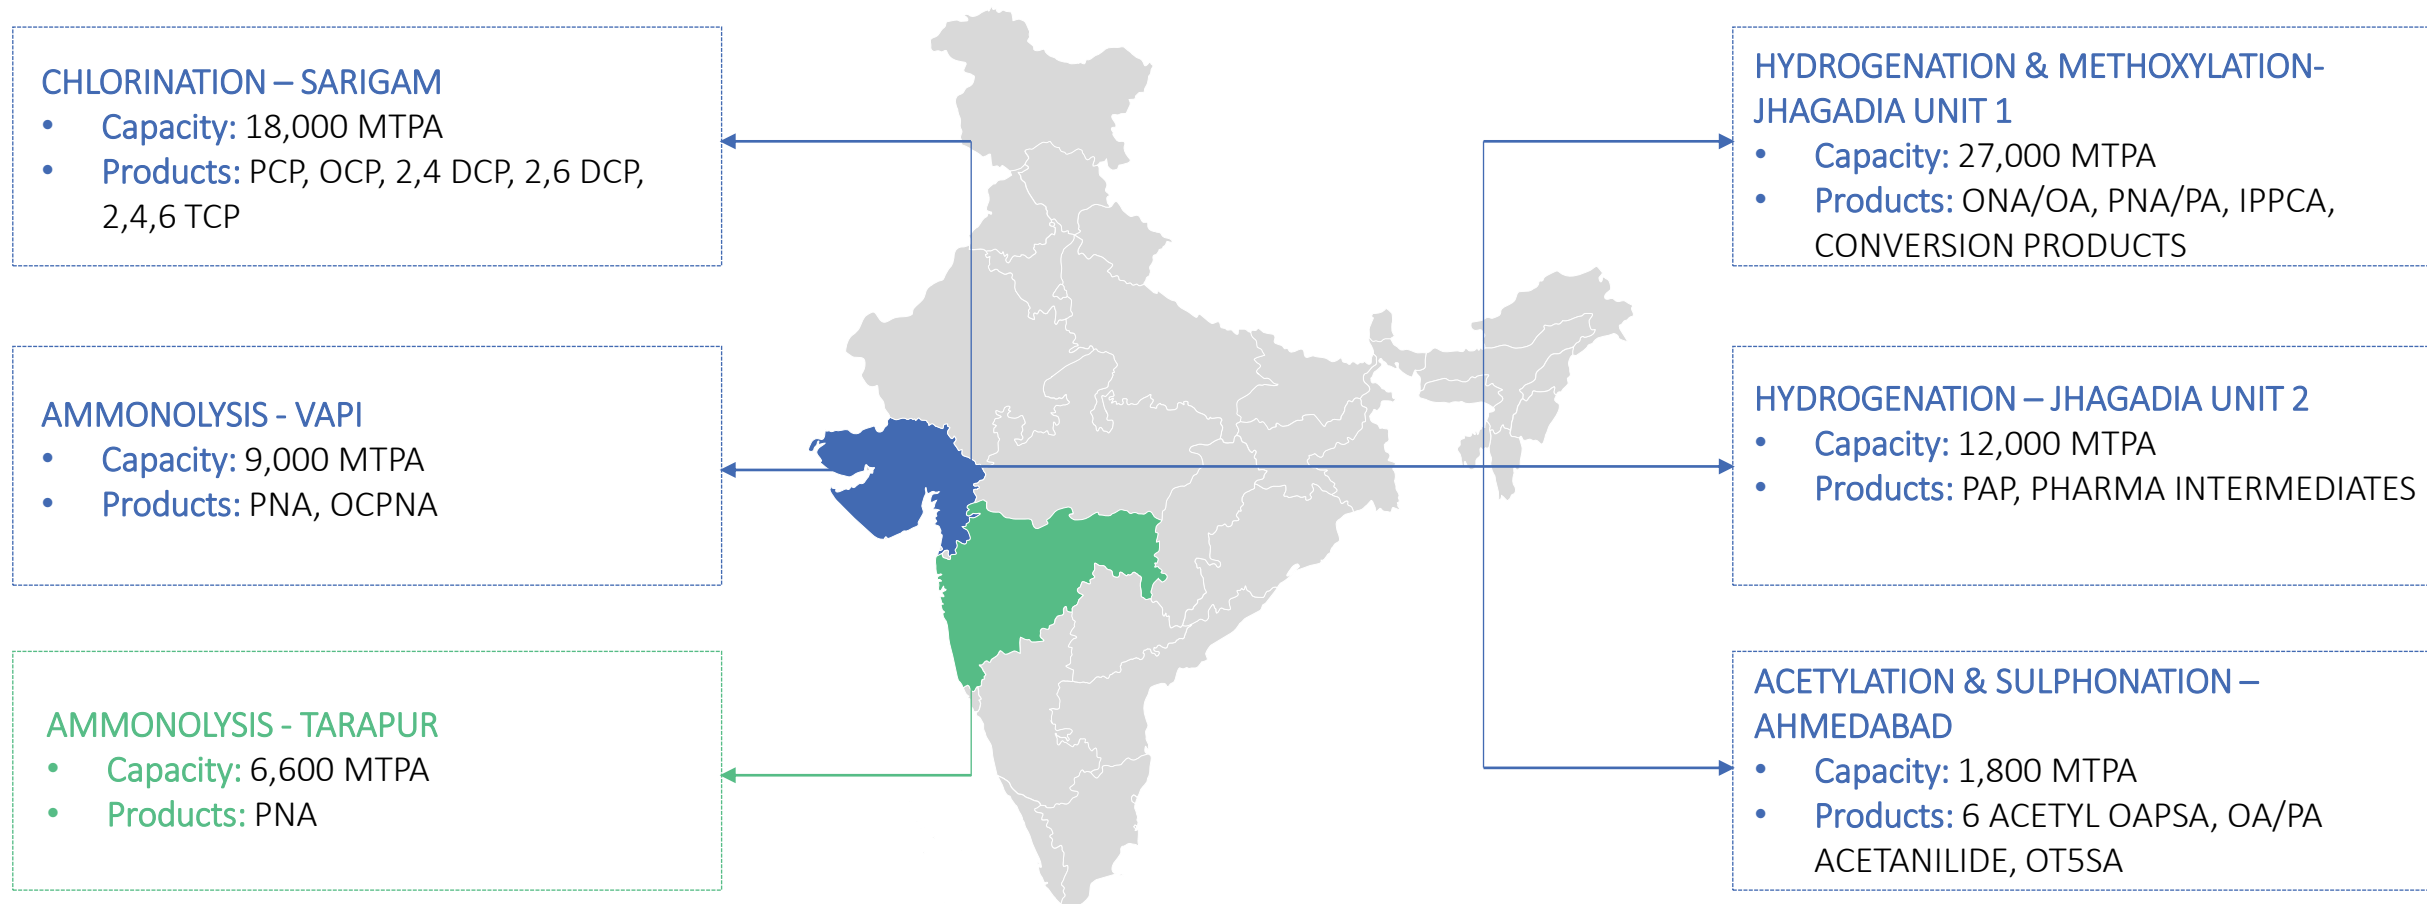 CHLORINATION – SARIGAM
• Capacity: 18,000 MTPA
• Products: PCP, OCP, 2,4 DCP, 2,6 DCP,
2,4,6 TCP
AMMONOLYSIS - VAPI
• Capacity: 9,000 MTPA
• Products: PNA, OCPNA
AMMONOLYSIS - TARAPUR
• Capacity: 6,600 MTPA
• Products: PNA
HYDROGENATION & METHOXYLATION-
JHAGADIA UNIT 1
• Capacity: 27,000 MTPA
• Products: ONA/OA, PNA/PA, IPPCA,
CONVERSION PRODUCTS
HYDROGENATION – JHAGADIA UNIT 2
• Capacity: 12,000 MTPA
• Products: PAP, PHARMA INTERMEDIATES
ACETYLATION & SULPHONATION –
AHMEDABAD
• Capacity: 1,800 MTPA
• Products: 6 ACETYL OAPSA, OA/PA
ACETANILIDE, OT5SA